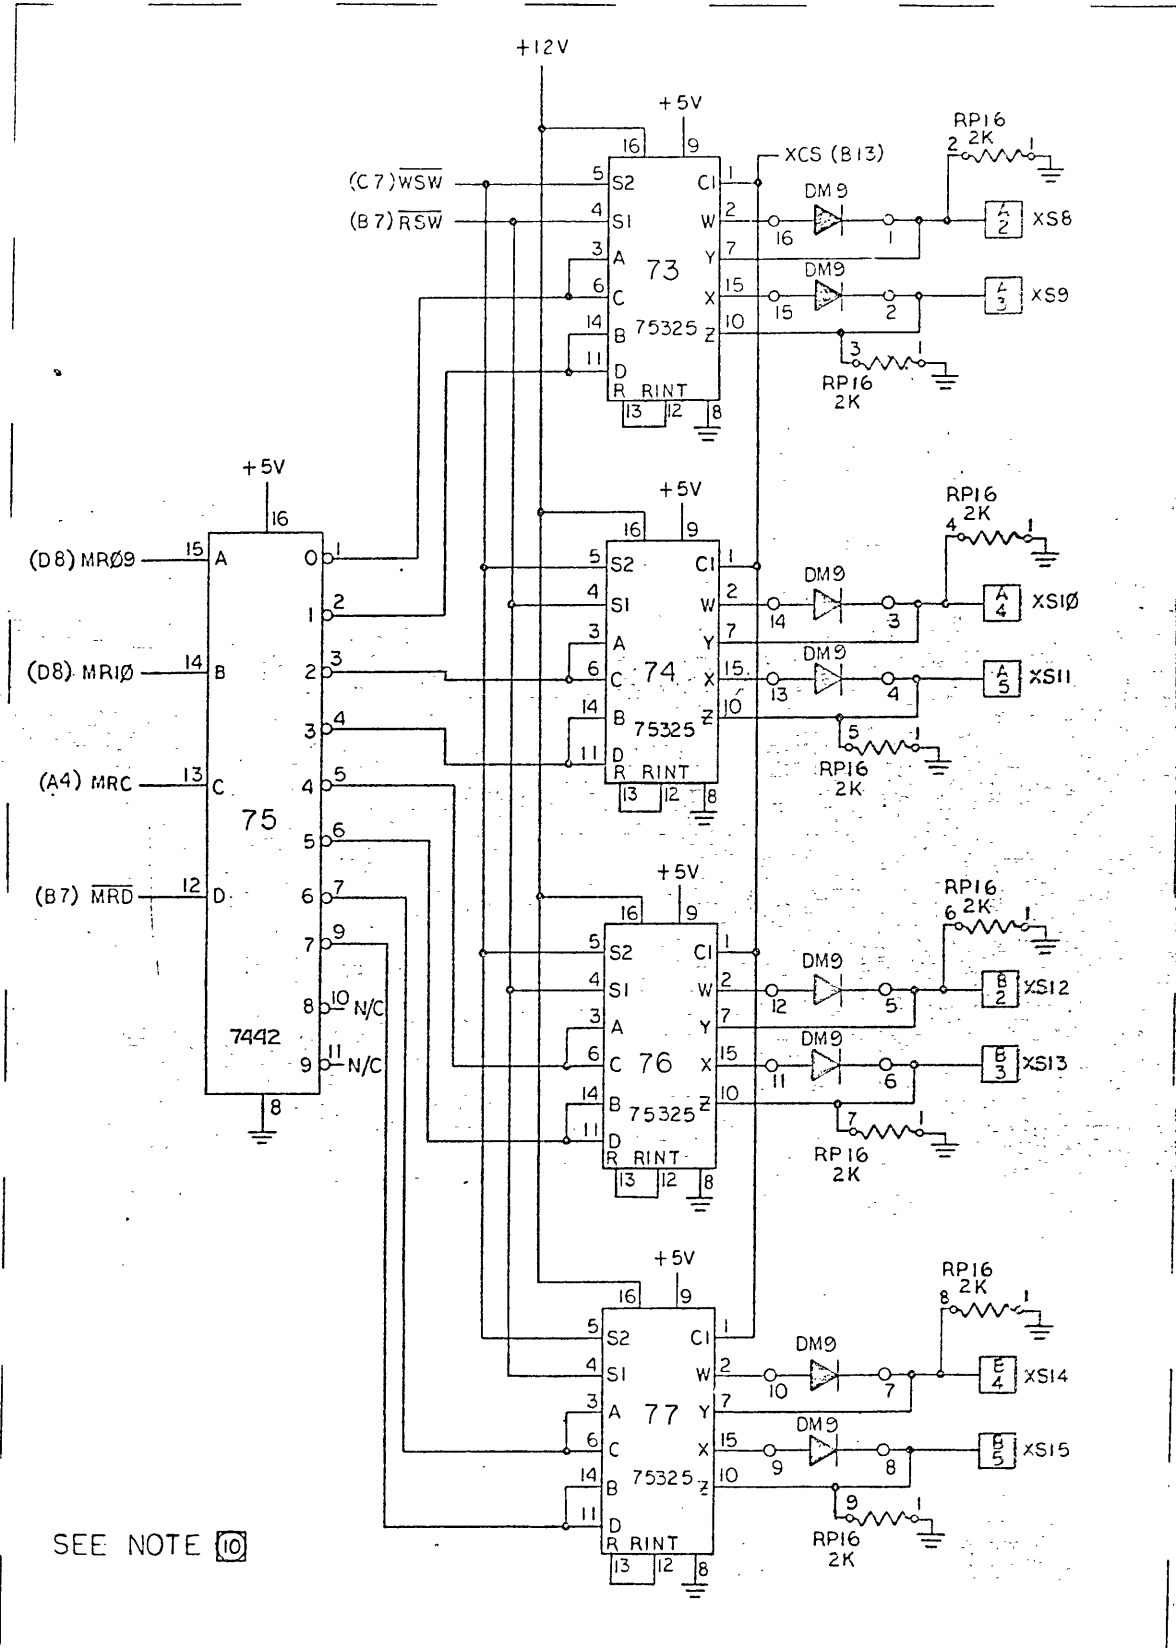 +12V
+5V
16 9
(C7) WSW 5 S2 C1 1 XCS (B13)
(B7) RSW 4 S1 W 2 16 DM9 1 A 2 XS8
RP16
2K
2 1
3 A Y 7
73
DM9
6 C X 15 15 2 A 3 XS9
14 B 75325 Z 10
11 D
3 1
RP16
2K
R RINT
13 12 8
+5V
16 9
5 S2 C1 1
RP16
2K
4 1
DM9
4 S1 W 2 14 3 A 4 XS1Ø
3 A Y 7
74
DM9
6 C X 15 13 4 A 5 XS11
14 B 75325 Z 10
11 D
5 1
RP16
2K
R RINT
13 12 8
+5V
16
(D8) MRØ9 15 A 0 1
1 2
(D8) MR1Ø 14 B 2 3
3 4
(A4) MRC 13 C 4 5
75
5 6
(B7) MRD 12 D 6 7
7 9
8 10 N/C
7442
9 11 N/C
8
+5V
16 9
5 S2 C1 1
RP16
2K
6 1
DM9
4 S1 W 2 12 5 B 2 XS12
3 A Y 7
76
DM9
6 C X 15 11 6 B 3 XS13
14 B 75325 Z 10
11 D
7 1
RP16
2K
R RINT
13 12 8
+5V
16 9
5 S2 C1 1
RP16
2K
8 1
DM9
4 S1 W 2 10 7 4 XS14
3 A Y 7
77
DM9
6 C X 15 9 8 B 5 XS15
14 B 75325 Z 10
11 D
9 1
RP16
2K
R RINT
13 12 8
SEE NOTE 10